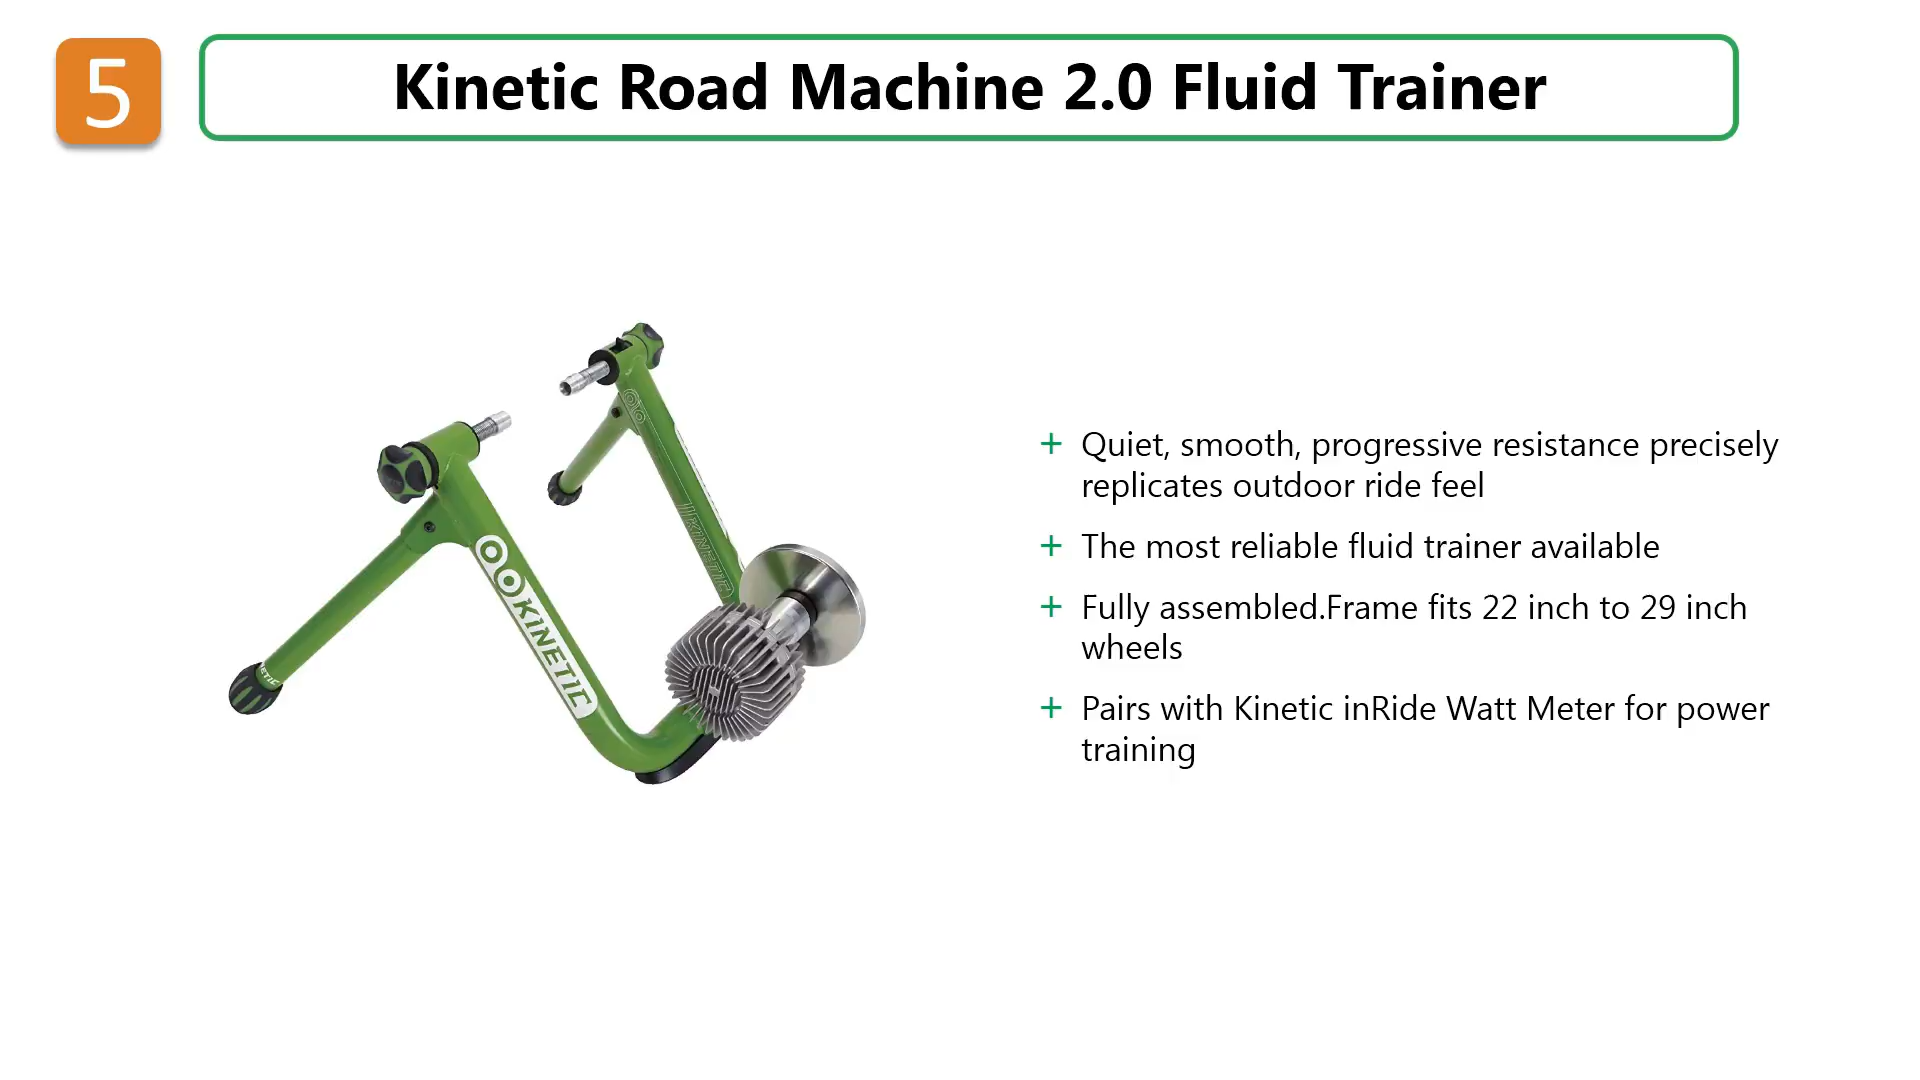 5
Kinetic Road Machine 2.0 Fluid Trainer
KINETIC
KINETIC
ETIC
+ Quiet, smooth, progressive resistance precisely
replicates outdoor ride feel
+ The most reliable fluid trainer available
+ Fully assembled.Frame fits 22 inch to 29 inch
wheels
+ Pairs with Kinetic inRide Watt Meter for power
training